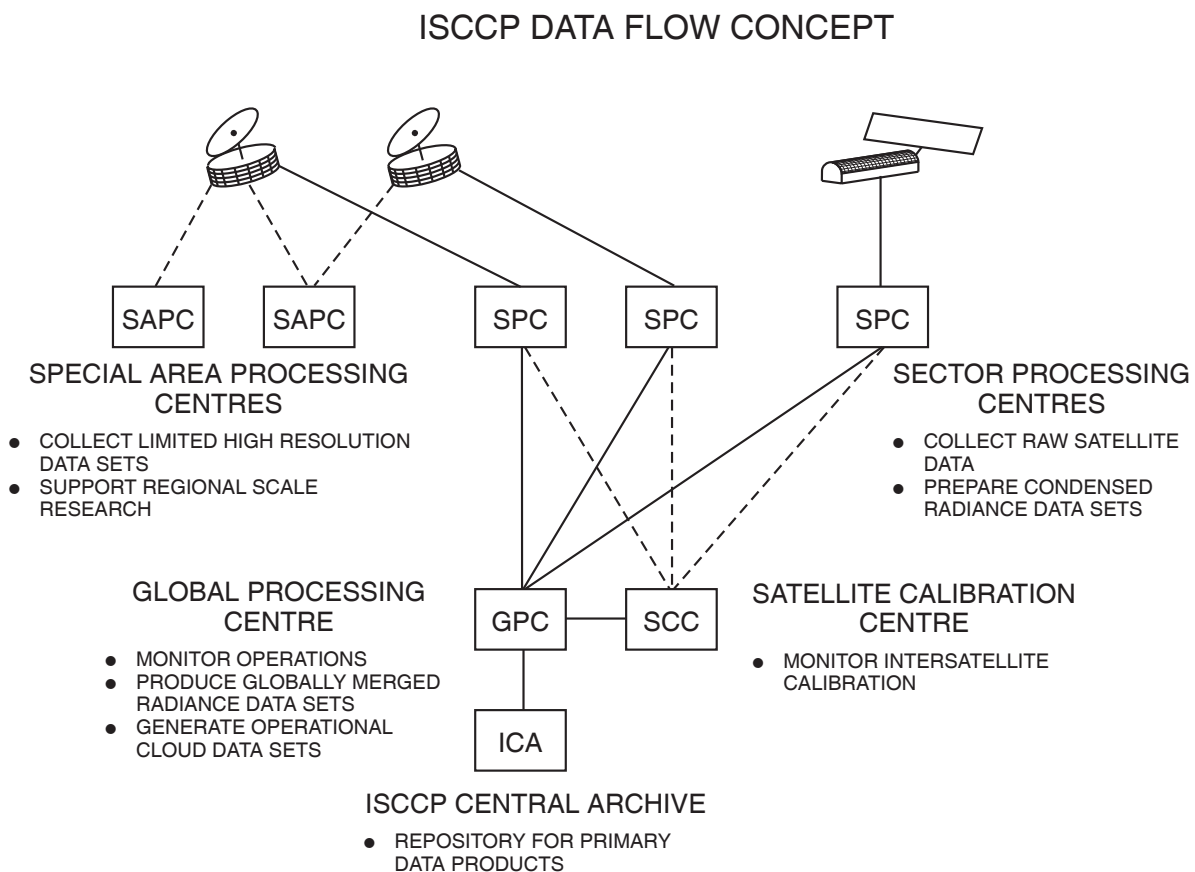 ISCCP DATA FLOW CONCEPT
SAPC
SAPC
SPC
SPC
SPC
SPECIAL AREA PROCESSING
CENTRES
● COLLECT LIMITED HIGH RESOLUTION
DATA SETS
● SUPPORT REGIONAL SCALE
RESEARCH
SECTOR PROCESSING
CENTRES
● COLLECT RAW SATELLITE
DATA
● PREPARE CONDENSED
RADIANCE DATA SETS
GLOBAL PROCESSING
CENTRE
● MONITOR OPERATIONS
● PRODUCE GLOBALLY MERGED
RADIANCE DATA SETS
● GENERATE OPERATIONAL
CLOUD DATA SETS
GPC
SCC
SATELLITE CALIBRATION
CENTRE
● MONITOR INTERSATELLITE
CALIBRATION
ICA
ISCCP CENTRAL ARCHIVE
● REPOSITORY FOR PRIMARY
DATA PRODUCTS